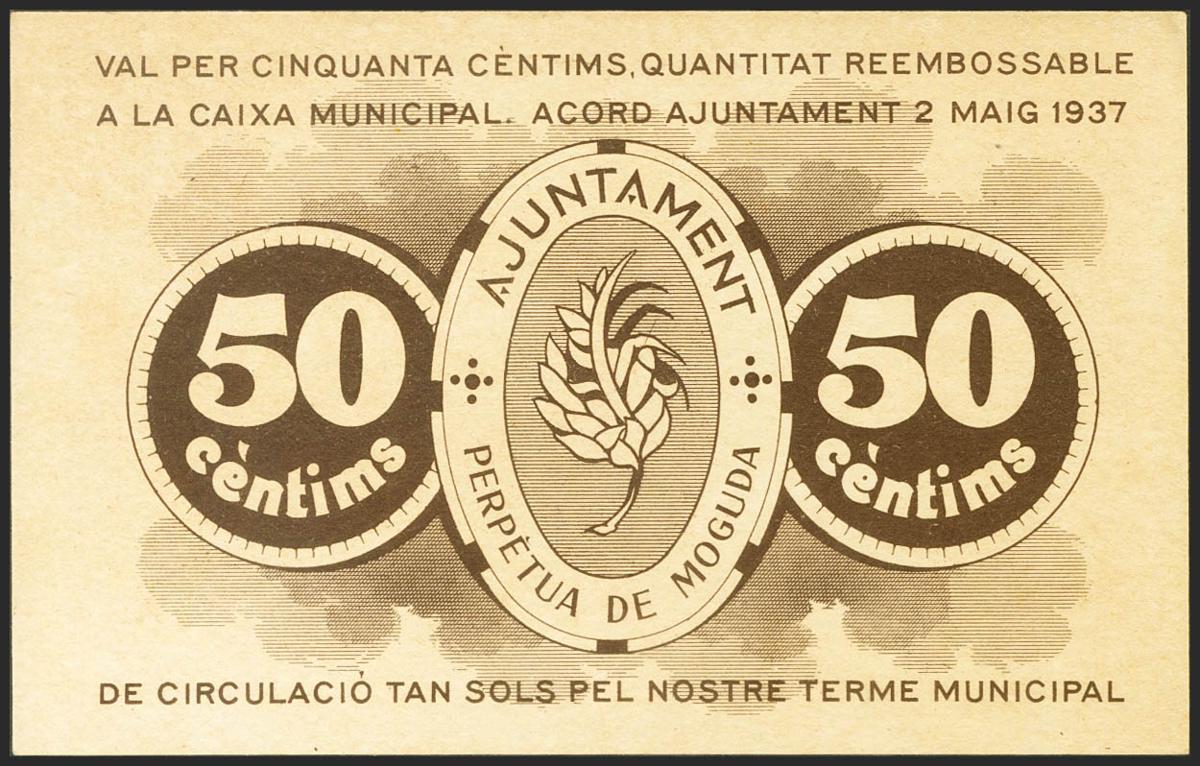 VAL PER CINQUANTA CÈNTIMS, QUANTITAT REEMBOSSABLE
A LA CAIXA MUNICIPAL. ACORD AJUNTAMENT 2 MAIG 1937
AJUNTAMENT
50
cèntims
50
cèntims
PERPÈTUA DE MOGUDA
DE CIRCULACIÓ TAN SOLS PEL NOSTRE TERME MUNICIPAL